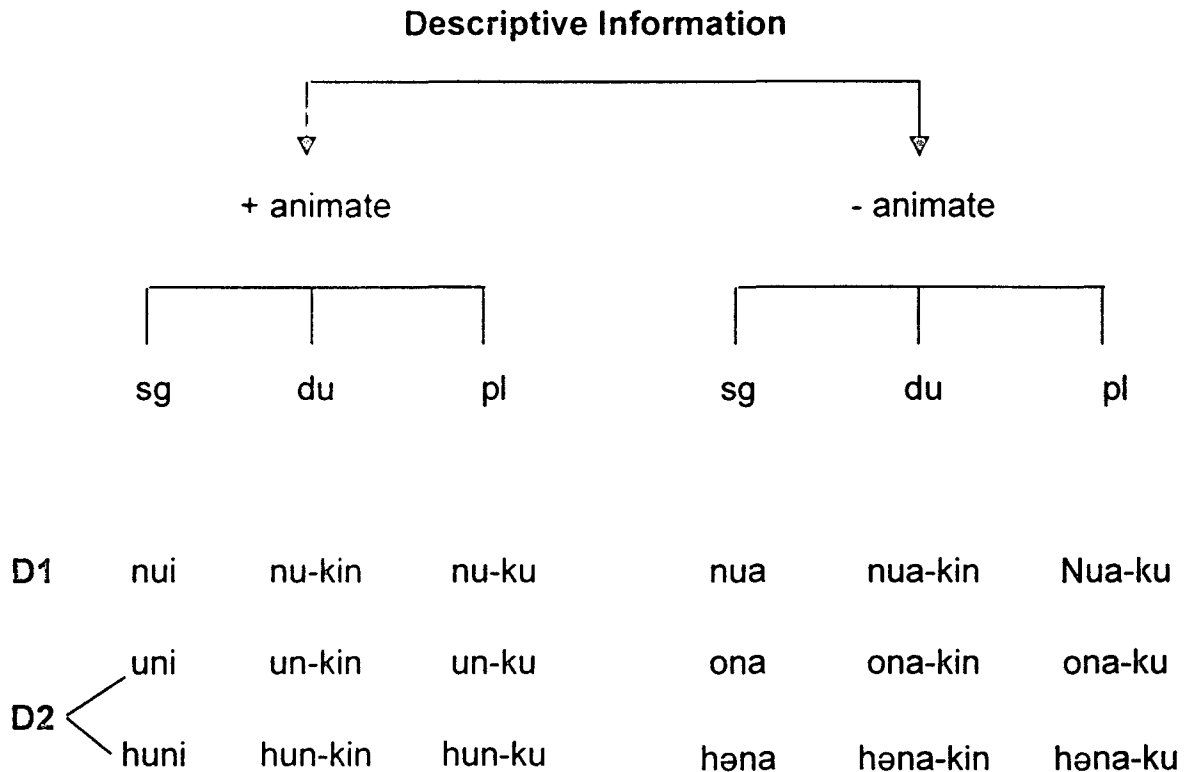 Descriptive Information
+ animate - animate
sg du pl sg du pl
D1 nui nu-kin nu-ku nua nua-kin Nua-ku
uni un-kin un-ku ona ona-kin ona-ku
D2
huni hun-kin hun-ku həna həna-kin həna-ku